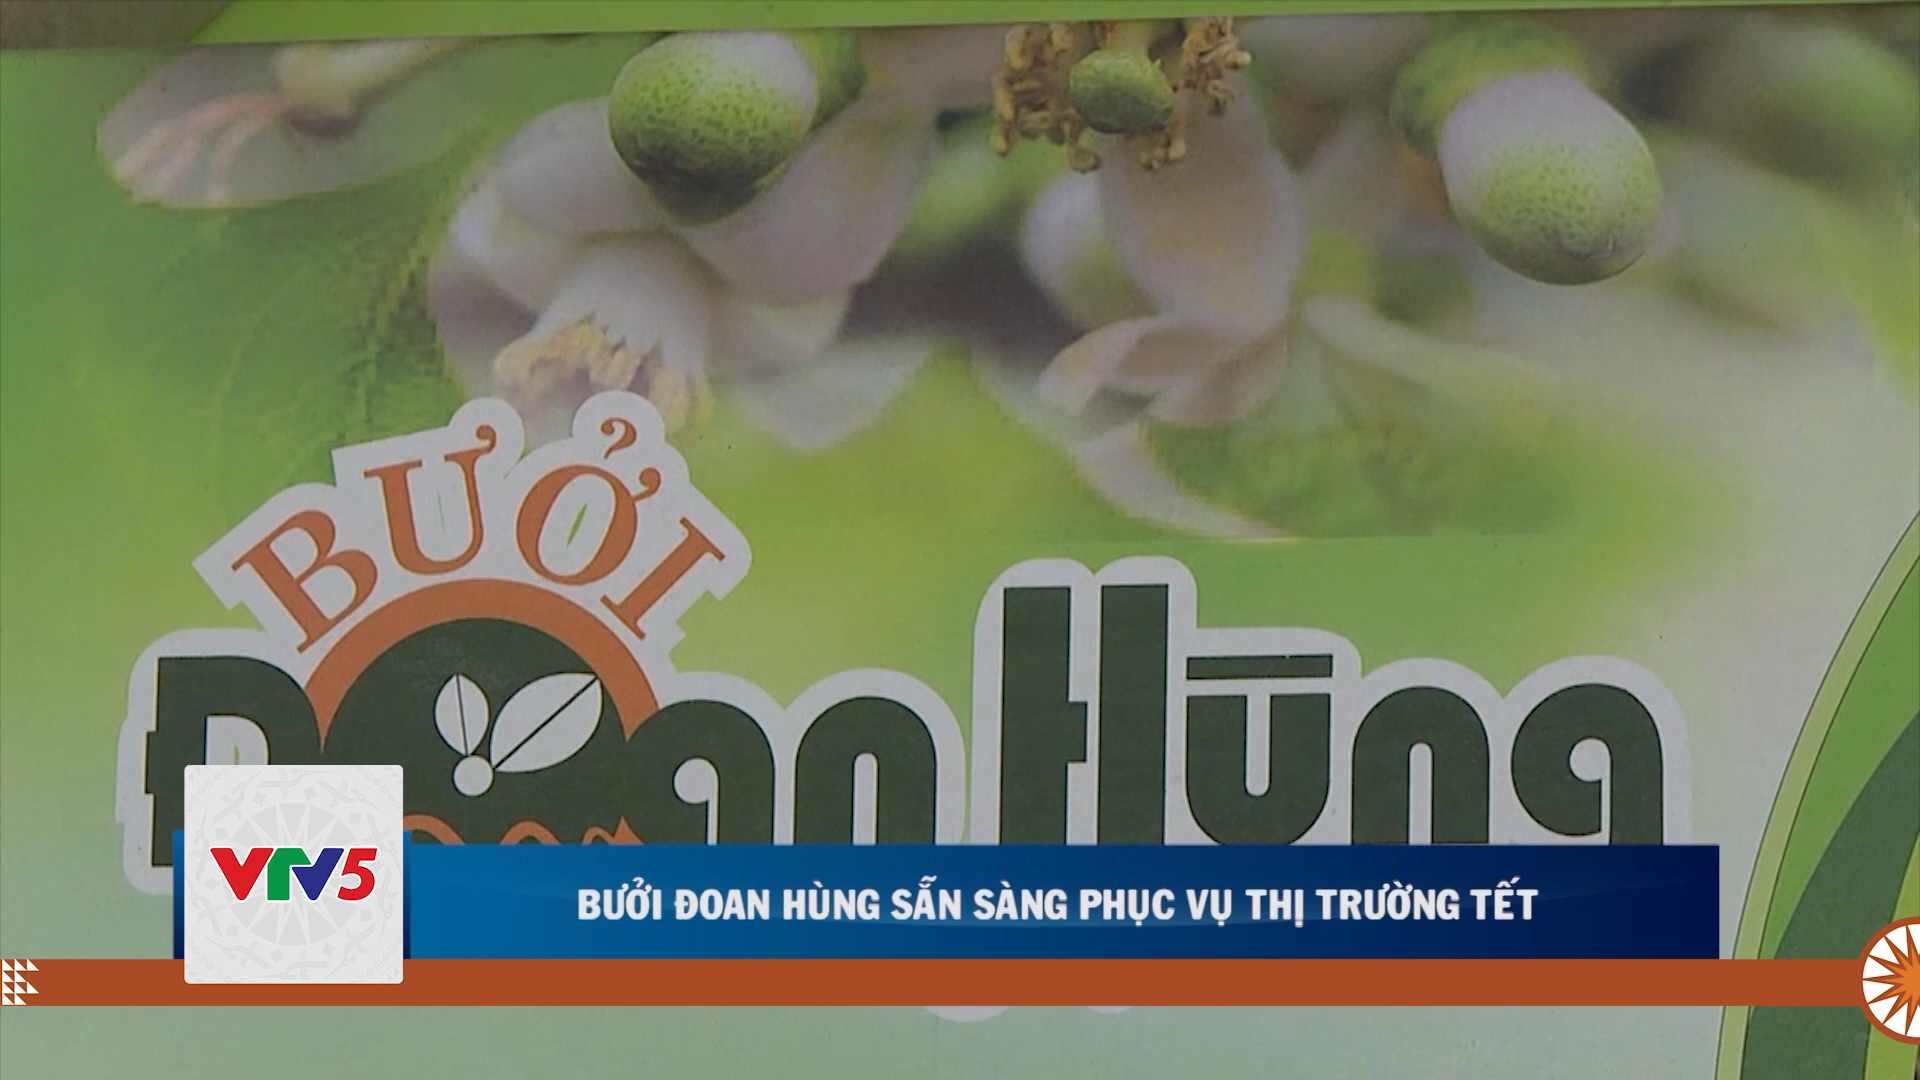 BƯỞI
Đoan Hùng
VTV5
BƯỞI ĐOAN HÙNG SẴN SÀNG PHỤC VỤ THỊ TRƯỜNG TẾT